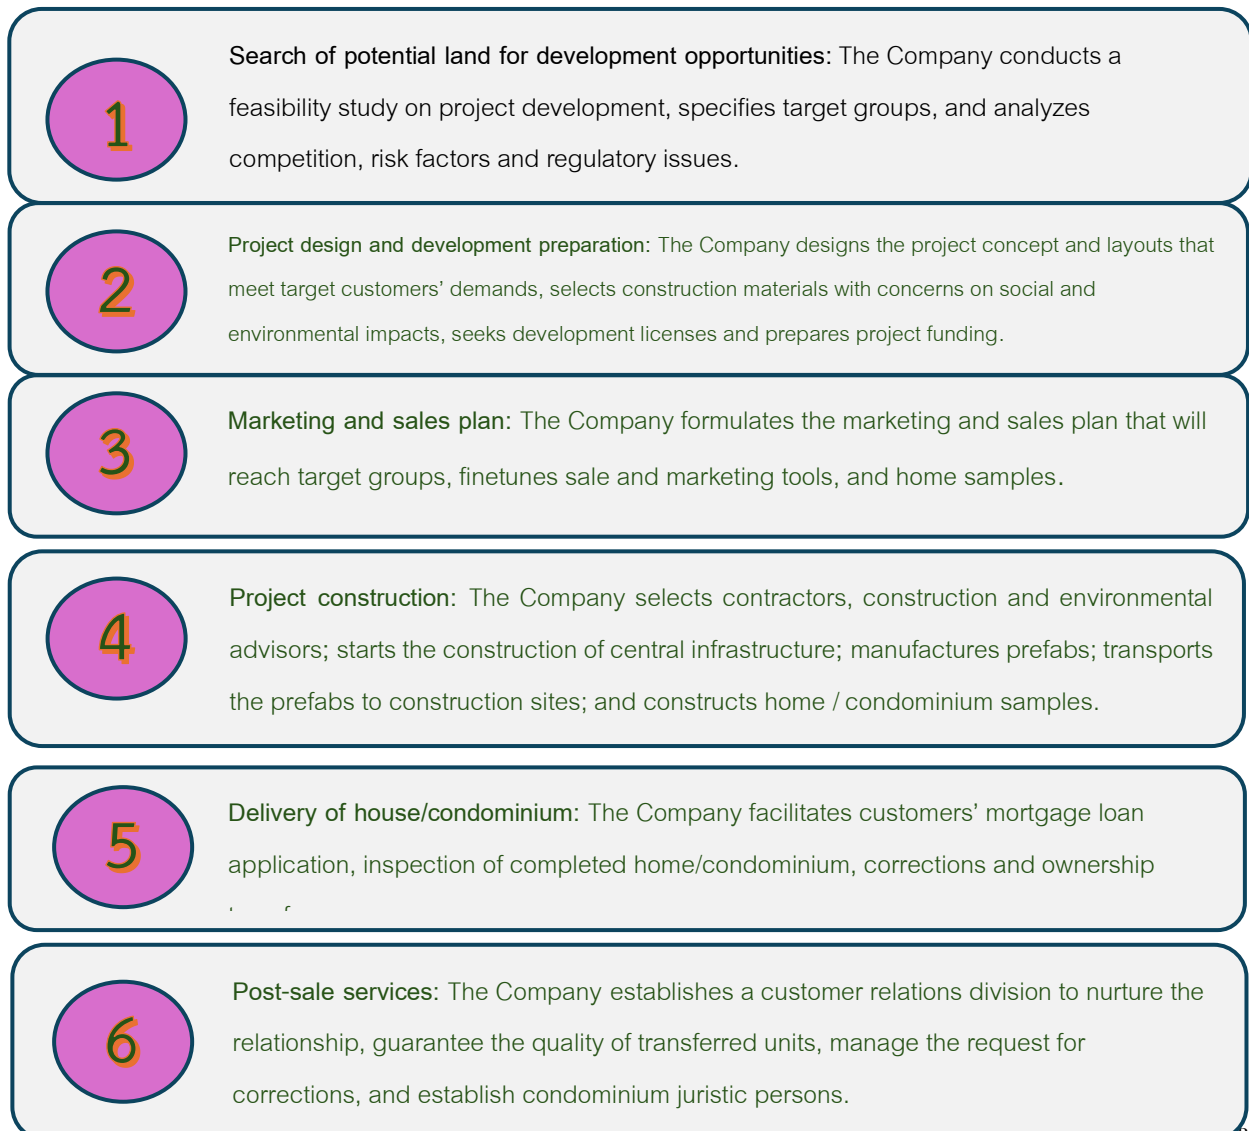 1
Search of potential land for development opportunities: The Company conducts a
feasibility study on project development, specifies target groups, and analyzes
competition, risk factors and regulatory issues.
2
Project design and development preparation: The Company designs the project concept and layouts that
meet target customers’ demands, selects construction materials with concerns on social and
environmental impacts, seeks development licenses and prepares project funding.
3
Marketing and sales plan: The Company formulates the marketing and sales plan that will
reach target groups, finetunes sale and marketing tools, and home samples.
4
Project construction: The Company selects contractors, construction and environmental
advisors; starts the construction of central infrastructure; manufactures prefabs; transports
the prefabs to construction sites; and constructs home / condominium samples.
5
Delivery of house/condominium: The Company facilitates customers’ mortgage loan
application, inspection of completed home/condominium, corrections and ownership
6
Post-sale services: The Company establishes a customer relations division to nurture the
relationship, guarantee the quality of transferred units, manage the request for
corrections, and establish condominium juristic persons.